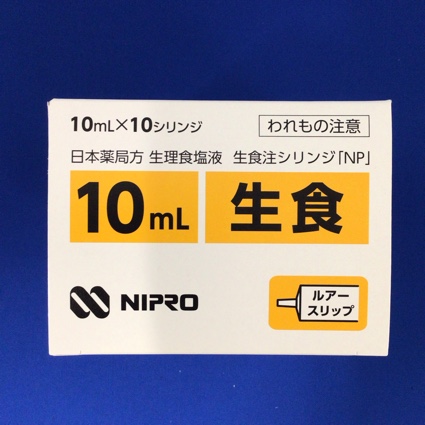 10mL×10シリンジ
われもの注意
日本薬局方 生理食塩液 生食注シリンジ「NP」
10mL
生食
NIPRO
ルアー
スリップ